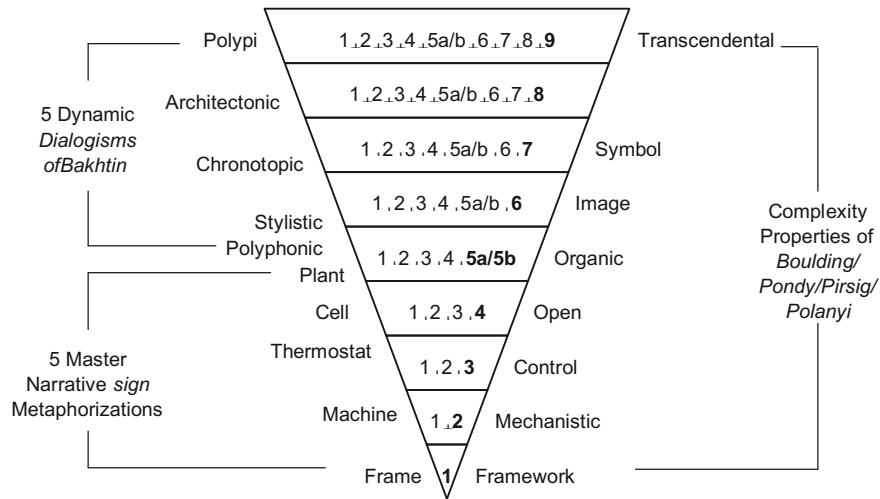 Polypi 1 2 3 4 5a/b 6 7 8 9 Transcendental
5 Dynamic
Dialogisms
ofBakhtin
Architectonic 1 2 3 4 5a/b 6 7 8
Chronotopic 1 2 3 4 5a/b 6 7 Symbol
Stylistic 1 2 3 4 5a/b 6 Image
Polyphonic 1 2 3 4 5a/5b Organic
Plant
Complexity
Properties of
Boulding/
Pondy/Pirsig/
Polanyi
Cell 1 2 3 4 Open
Thermostat 1 2 3 Control
5 Master
Narrative sign
Metaphorizations
Machine 1 2 Mechanistic
Frame 1 Framework